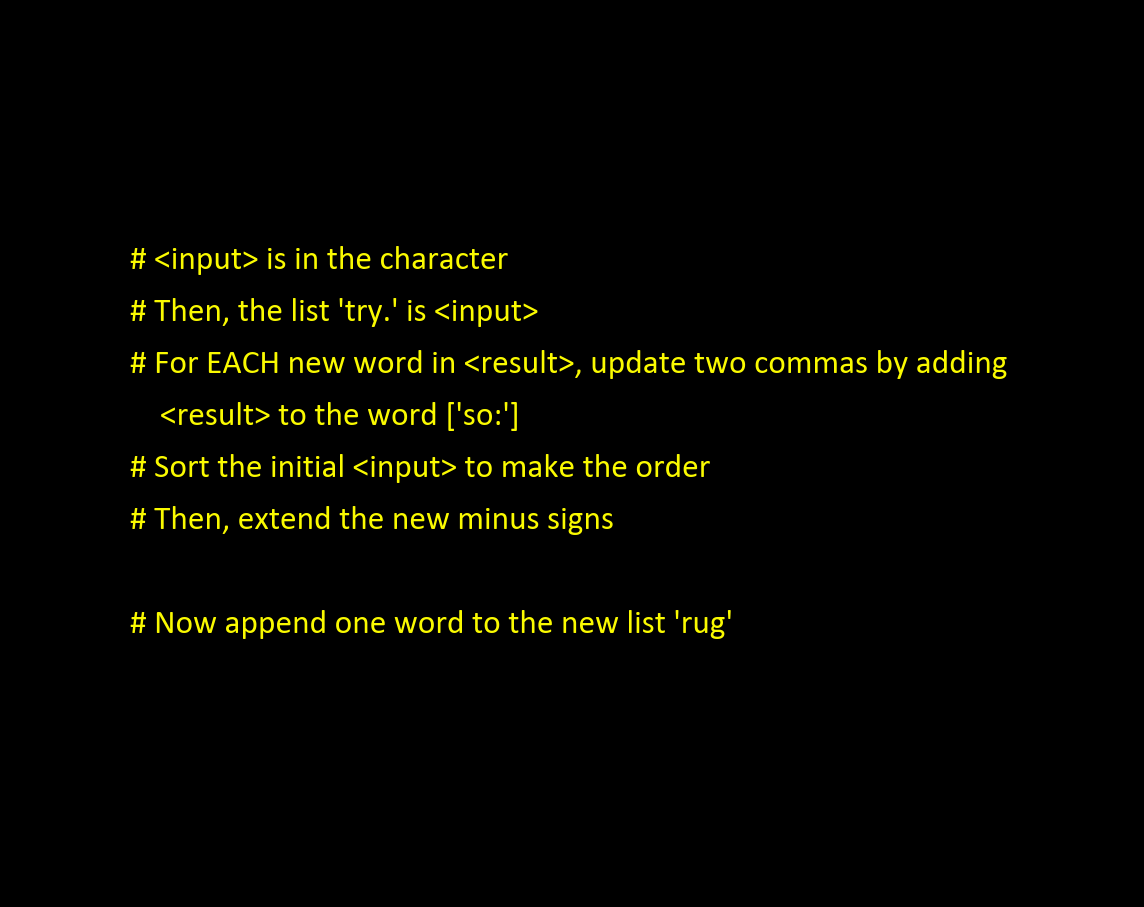 # <input> is in the character
# Then, the list 'try.' is <input>
# For EACH new word in <result>, update two commas by adding
<result> to the word ['so:']
# Sort the initial <input> to make the order
# Then, extend the new minus signs
# Now append one word to the new list 'rug'